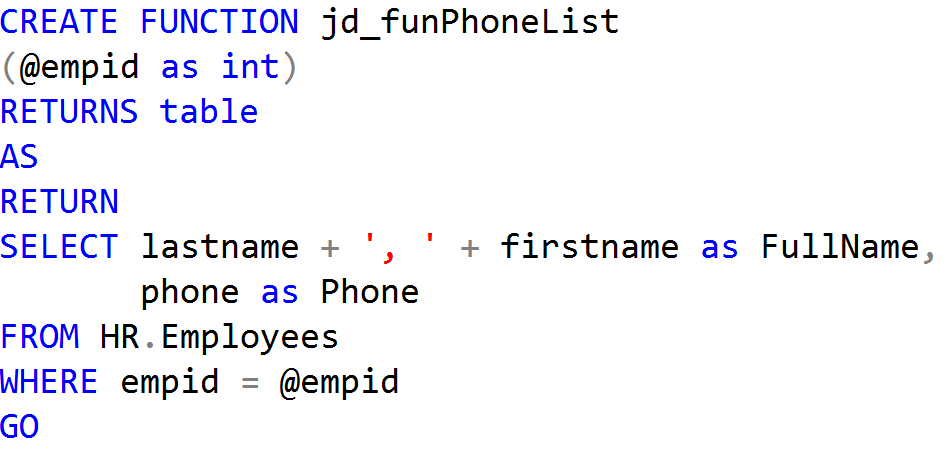 CREATE FUNCTION jd_funPhoneList
(@empid as int)
RETURNS table
AS
RETURN
SELECT lastname + ', ' + firstname as FullName,
       phone as Phone
FROM HR.Employees
WHERE empid = @empid
GO